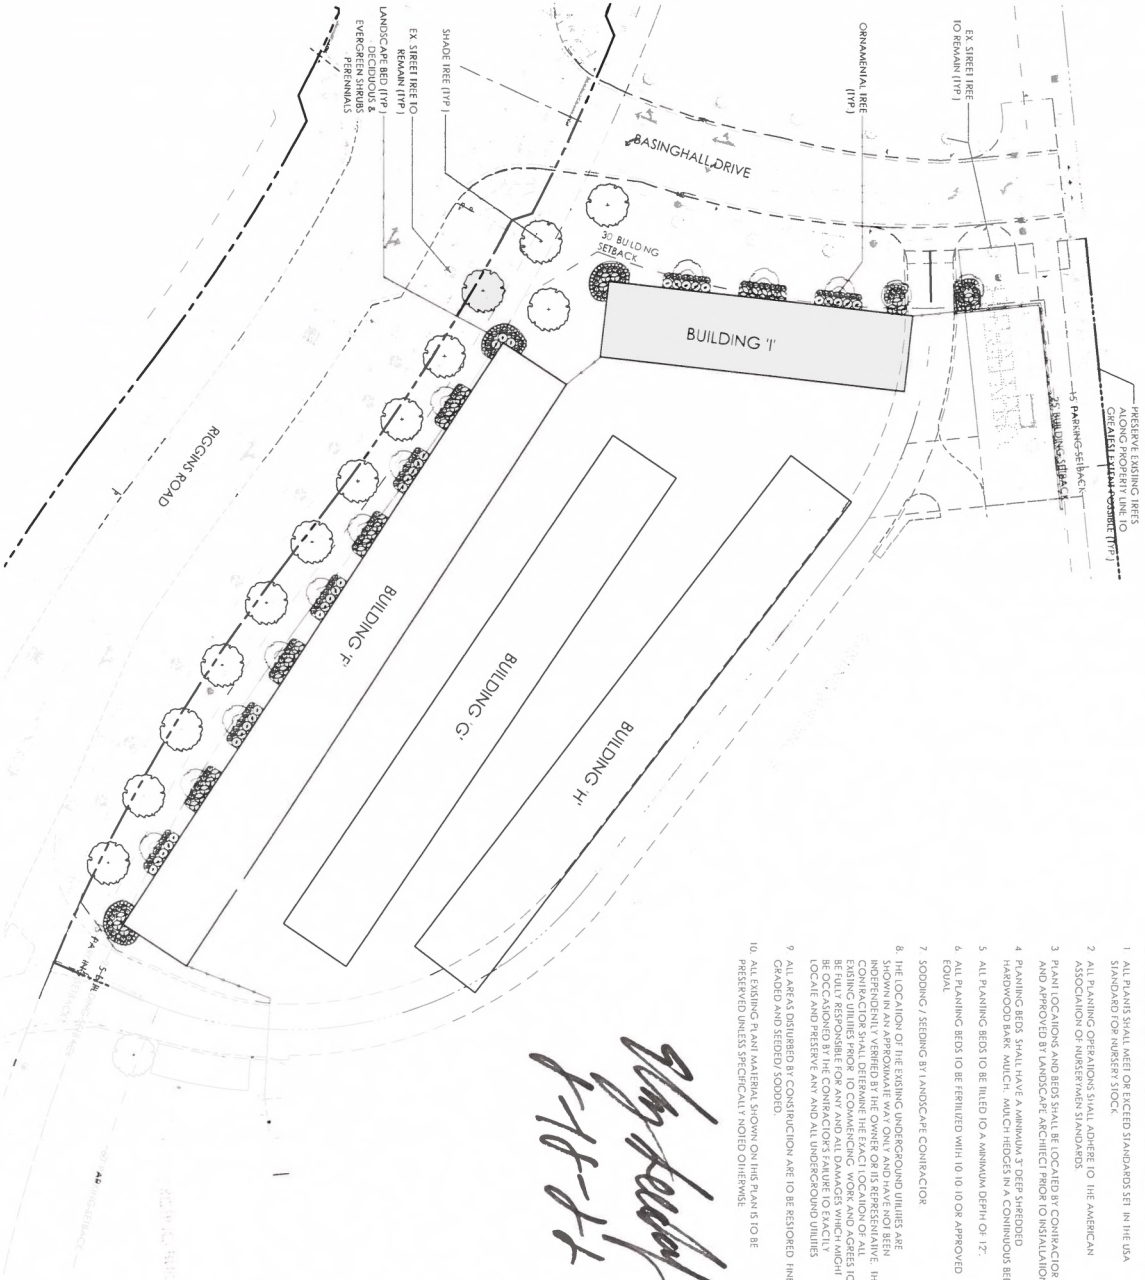 PRESERVE EXISTING TREES
ALONG PROPERTY LINE TO
GREATEST EXTENT POSSIBLE (TYP.)
15' PARKING SETBACK
25' BUILDING SETBACK
EX. STREET TREE
TO REMAIN (TYP.)
ORNAMENTAL TREE
(TYP.)
SHADE TREE (TYP.)
EX. STREET TREE TO
REMAIN (TYP.)
LANDSCAPE BED (TYP.)
DECIDUOUS &
EVERGREEN SHRUBS
PERENNIALS
BASINGHALL DRIVE
30' BUILDING
SETBACK
BUILDING 'I'
RIGGINS ROAD
BUILDING 'F'
BUILDING 'G'
BUILDING 'H'
1 ALL PLANTS SHALL MEET OR EXCEED STANDARDS SET IN THE USA
STANDARD FOR NURSERY STOCK
2 ALL PLANTING OPERATIONS SHALL ADHERE TO THE AMERICAN
ASSOCIATION OF NURSERYMEN STANDARDS
3 PLANT LOCATIONS AND BEDS SHALL BE LOCATED BY CONTRACTOR
AND APPROVED BY LANDSCAPE ARCHITECT PRIOR TO INSTALLATION
4 PLANTING BEDS SHALL HAVE A MINIMUM 3" DEEP SHREDDED
HARDWOOD BARK MULCH. MULCH HEDGES IN A CONTINUOUS BE
5 ALL PLANTING BEDS TO BE TILLED TO A MINIMUM DEPTH OF 12".
6 ALL PLANTING BEDS TO BE FERTILIZED WITH 10 10 10 OR APPROVED
EQUAL
7 SODDING / SEEDING BY LANDSCAPE CONTRACTOR
8. THE LOCATION OF THE EXISTING UNDERGROUND UTILITIES ARE
SHOWN IN AN APPROXIMATE WAY ONLY AND HAVE NOT BEEN
INDEPENDENTLY VERIFIED BY THE OWNER OR ITS REPRESENTATIVE. TH
CONTRACTOR SHALL DETERMINE THE EXACT LOCATION OF ALL
EXISTING UTILITIES PRIOR TO COMMENCING WORK AND AGREES TO
BE FULLY RESPONSIBLE FOR ANY AND ALL DAMAGES WHICH MIGHT
BE OCCASIONED BY THE CONTRACTOR'S FAILURE TO EXACTLY
LOCATE AND PRESERVE ANY AND ALL UNDERGROUND UTILITIES
9 ALL AREAS DISTURBED BY CONSTRUCTION ARE TO BE RESTORED FINE
GRADED AND SEEDED/SODDED.
10. ALL EXISTING PLANT MATERIAL SHOWN ON THIS PLAN IS TO BE
PRESERVED UNLESS SPECIFICALLY NOTED OTHERWISE